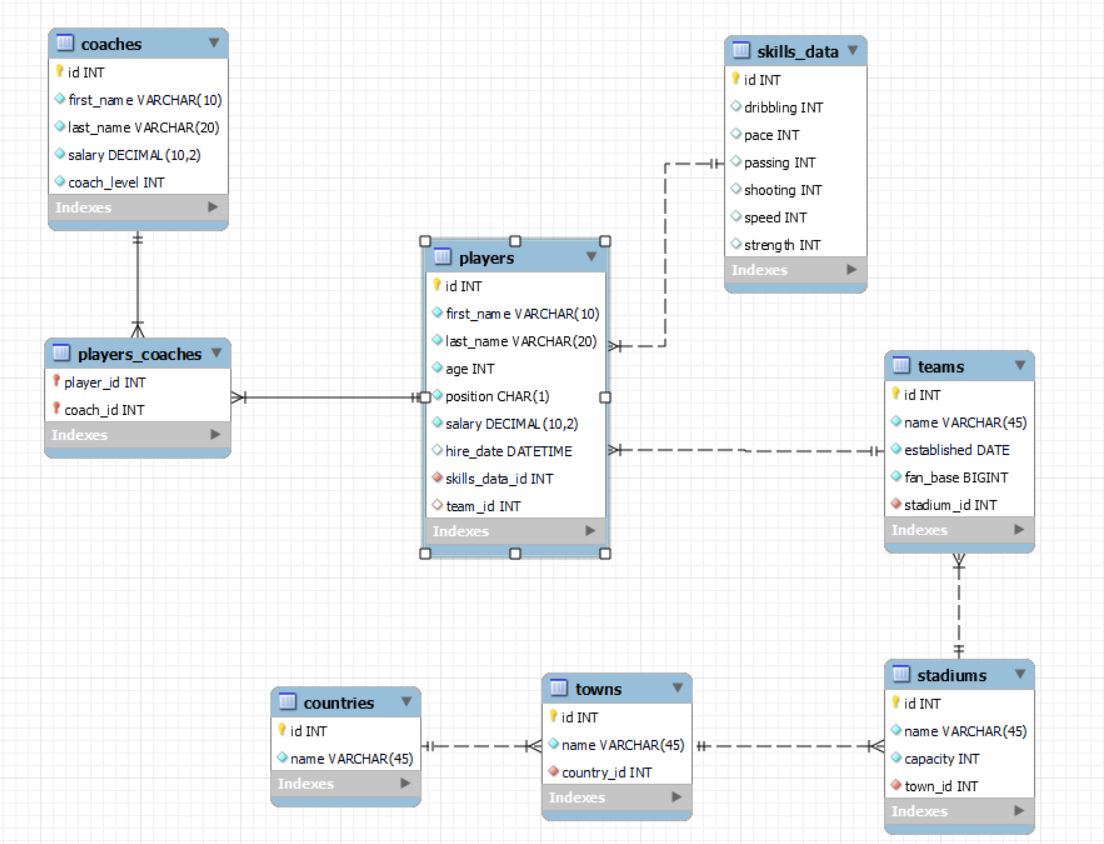 coaches
id INT
first_name VARCHAR(10)
last_name VARCHAR(20)
salary DECIMAL(10,2)
coach_level INT
Indexes
skills_data
id INT
dribbling INT
pace INT
passing INT
shooting INT
speed INT
strength INT
Indexes
players
id INT
first_name VARCHAR(10)
last_name VARCHAR(20)
age INT
position CHAR(1)
salary DECIMAL(10,2)
hire_date DATETIME
skills_data_id INT
team_id INT
Indexes
players_coaches
player_id INT
coach_id INT
Indexes
teams
id INT
name VARCHAR(45)
established DATE
fan_base BIGINT
stadium_id INT
Indexes
countries
id INT
name VARCHAR(45)
Indexes
towns
id INT
name VARCHAR(45)
country_id INT
Indexes
stadiums
id INT
name VARCHAR(45)
capacity INT
town_id INT
Indexes